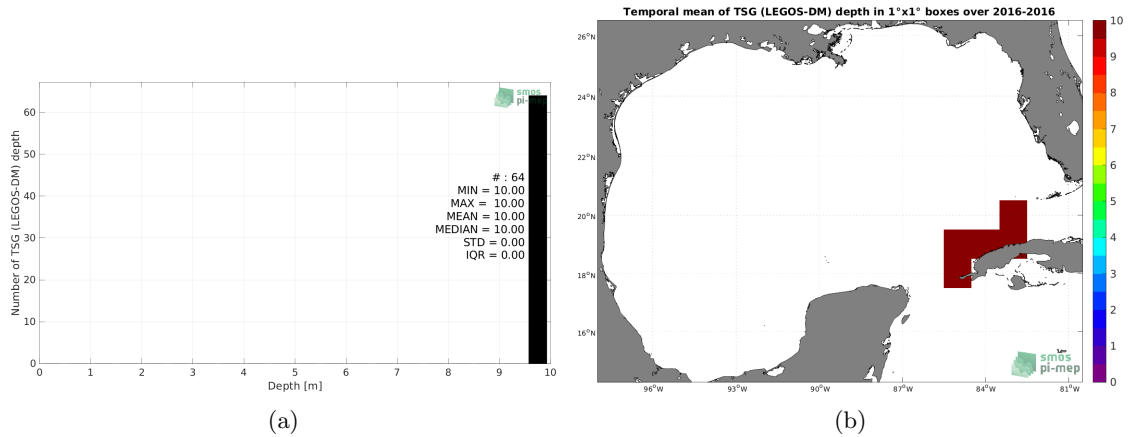 Temporal mean of TSG (LEGOS-DM) depth in 1°x1° boxes over 2016-2016
smos
pi-mep
Number of TSG (LEGOS-DM) depth
60
50
40
30
20
10
0
# : 64
MIN = 10.00
MAX = 10.00
MEAN = 10.00
MEDIAN = 10.00
STD = 0.00
IQR = 0.00
0 1 2 3 4 5 6 7 8 9 10
Depth [m]
(a)
26°N
24°N
22°N
20°N
18°N
16°N
96°W 93°W 90°W 87°W 84°W 81°W
smos
pi-mep
10
9
8
7
6
5
4
3
2
1
0
(b)